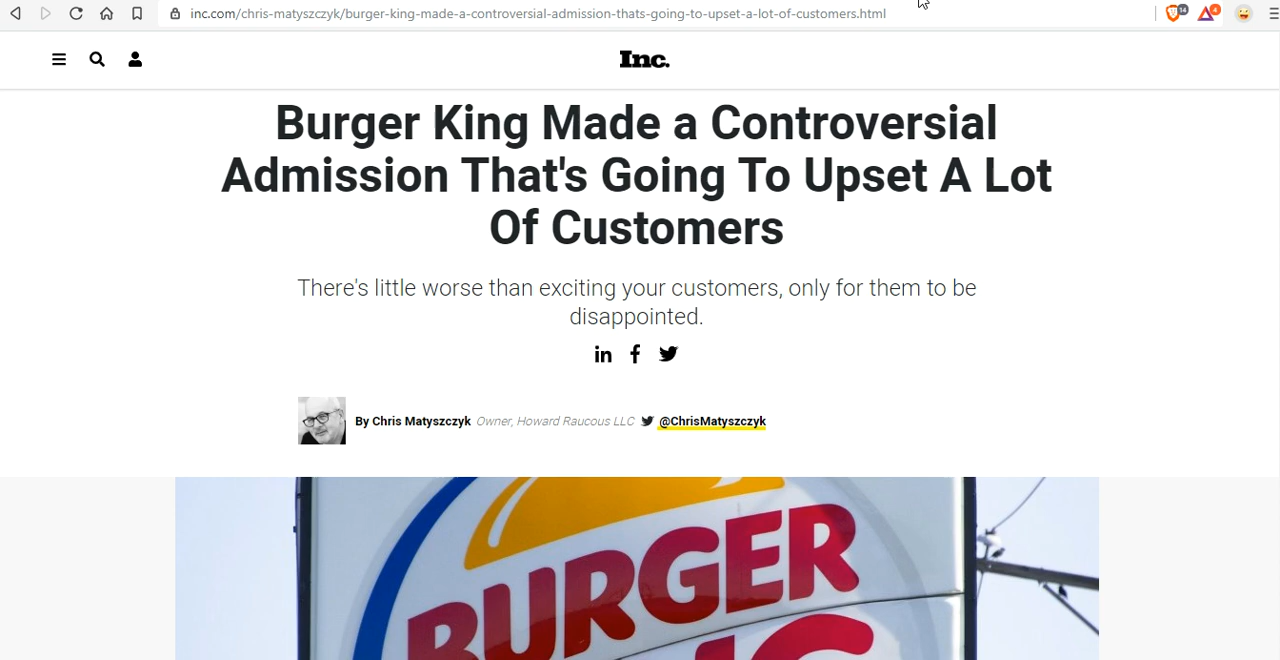 inc.com/chris-matyszczyk/burger-king-made-a-controversial-admission-thats-going-to-upset-a-lot-of-customers.html
14
4
Inc.
Burger King Made a Controversial
Admission That's Going To Upset A Lot
Of Customers
There's little worse than exciting your customers, only for them to be
disappointed.
By Chris Matyszczyk Owner, Howard Raucous LLC @ChrisMatyszczyk
BURGER